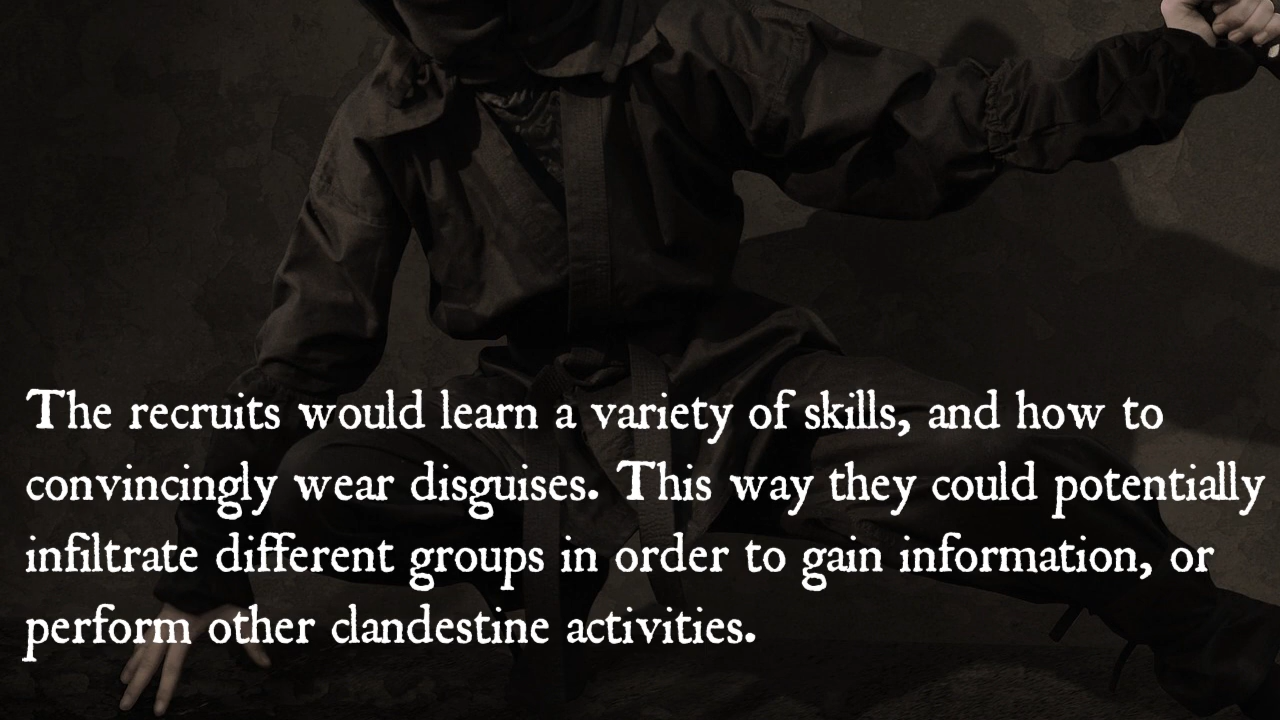 The recruits would learn a variety of skills, and how to
convincingly wear disguises. This way they could potentially
infiltrate different groups in order to gain information, or
perform other clandestine activities.